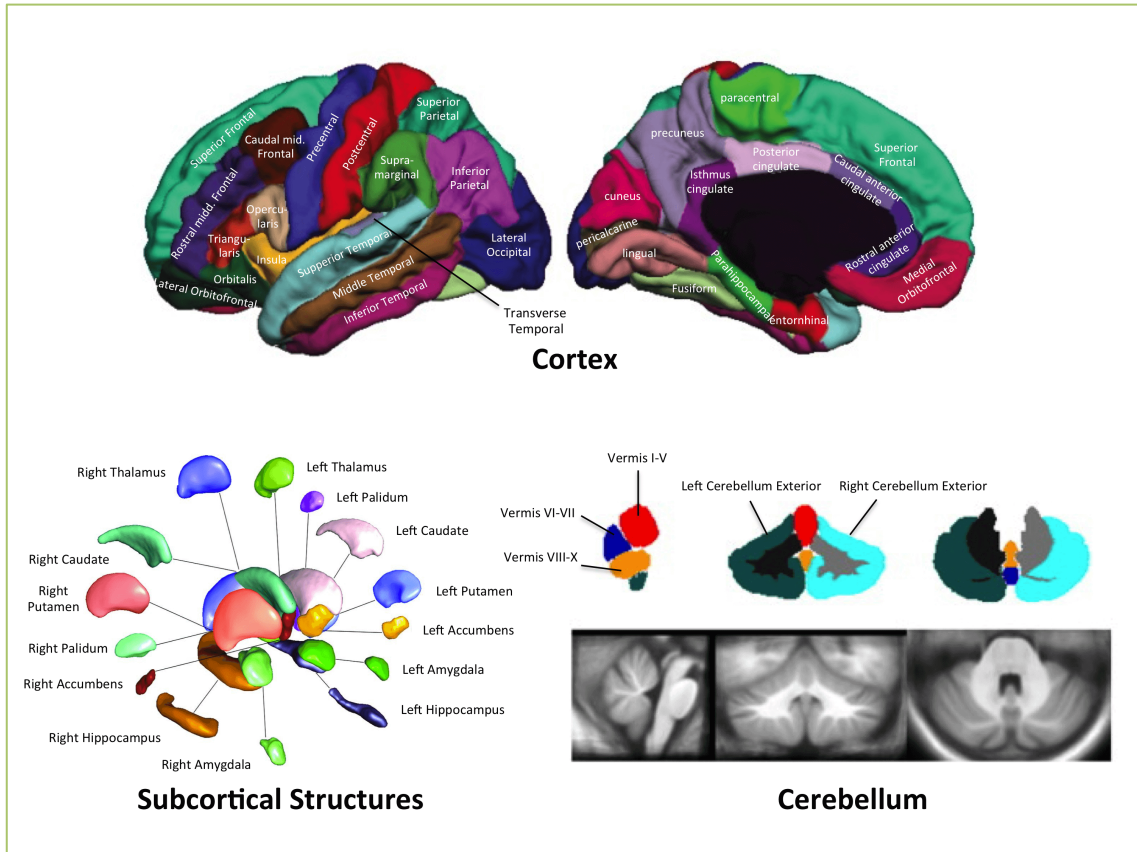 Superior Frontal
Caudal mid.
Frontal
Precentral
Postcentral
Superior
Parietal
Supra-
marginal
Inferior
Parietal
Rostral midd. Frontal
Opercu-
laris
Triangu-
laris
Insula
Orbitalis
Lateral Orbitofrontal
Supperior Temporal
Middle Temporal
Inferior Temporal
Lateral
Occipital
Transverse
Temporal
paracentral
precuneus
Posterior
cingulate
Caudal anterior
cingulate
Superior
Frontal
Isthmus
cingulate
cuneus
pericalcarine
lingual
Fusiform
Parahippocampal
entornhinal
Rostral anterior
cingulate
Medial
Orbitofrontal
Cortex
Right Thalamus
Left Thalamus
Left Palidum
Left Caudate
Right Caudate
Right
Putamen
Left Putamen
Left Accumbens
Right Palidum
Left Amygdala
Right Accumbens
Left Hippocampus
Right Hippocampus
Right Amygdala
Subcortical Structures
Vermis I-V
Left Cerebellum Exterior
Right Cerebellum Exterior
Vermis VI-VII
Vermis VIII-X
Cerebellum